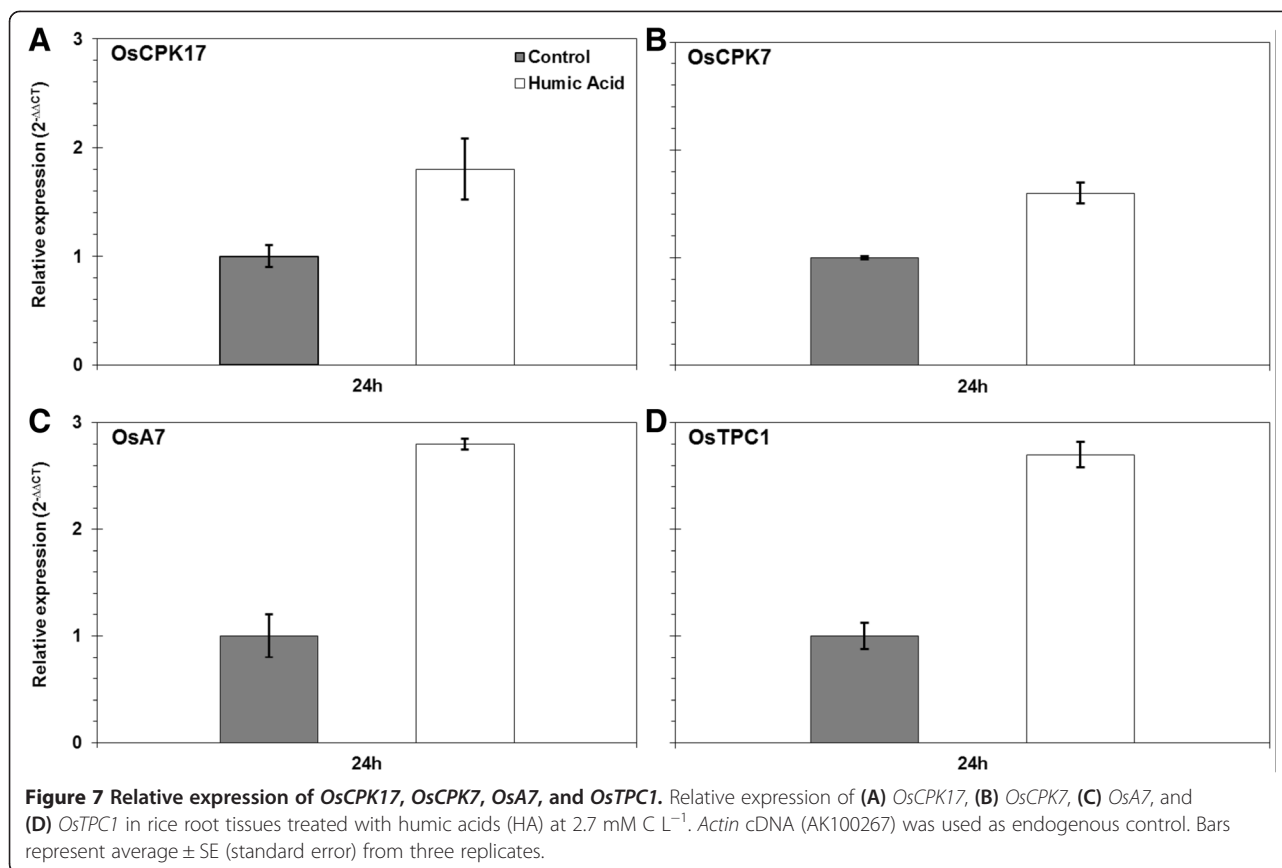 A
OsCPK17
Control
Humic Acid
Relative expression (2-ΔΔCT)
3
2
1
0
24h
B
OsCPK7
24h
C
OsA7
Relative expression (2-ΔΔCT)
3
2
1
0
24h
D
OsTPC1
24h
Figure 7 Relative expression of OsCPK17, OsCPK7, OsA7, and OsTPC1. Relative expression of (A) OsCPK17, (B) OsCPK7, (C) OsA7, and
(D) OsTPC1 in rice root tissues treated with humic acids (HA) at 2.7 mM C L⁻¹. Actin cDNA (AK100267) was used as endogenous control. Bars
represent average ± SE (standard error) from three replicates.